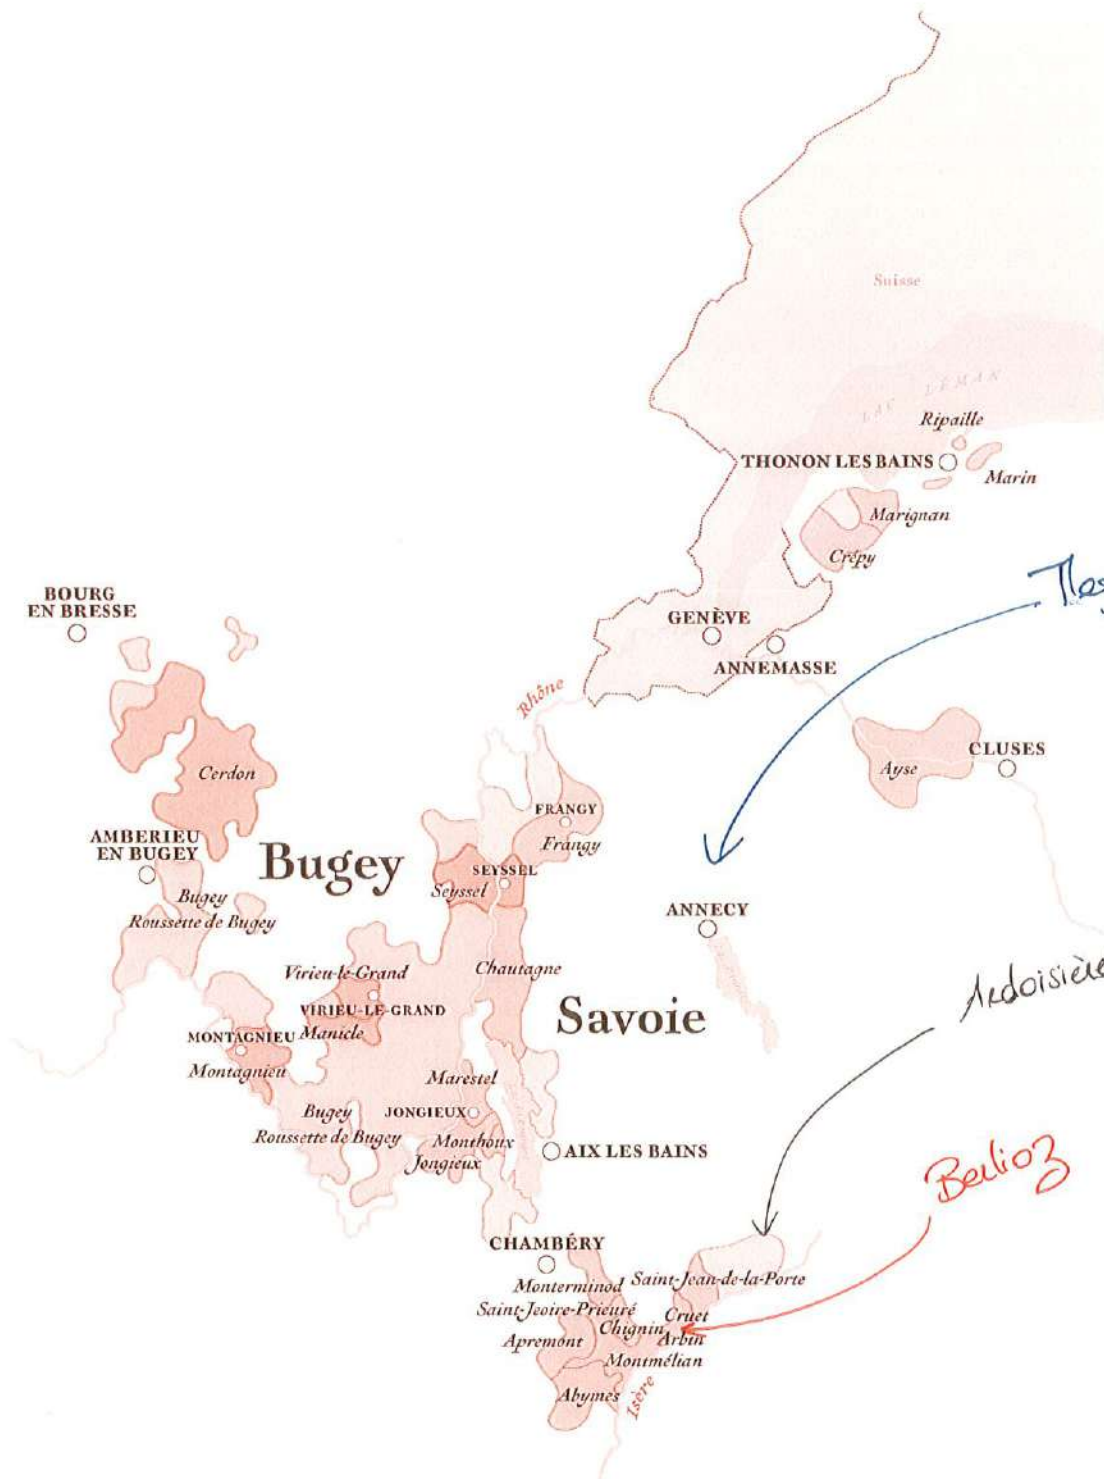 Suisse
LAC LÉMAN
Ripaille
THONON LES BAINS
Marin
Marignan
Crépy
BOURG
EN BRESSE
GENÈVE
ANNEMASSE
Rhône
CLUSES
Ayse
Cerdon
FRANGY
Frangy
AMBERIEU
EN BUGEY
Bugey
SEYSSEL
Seyssel
Bugey
Roussette de Bugey
ANNECY
Virieu-le-Grand
Chautagne
VIRIEU-LE-GRAND
Manicle
Savoie
Ardoisière
MONTAGNIEU
Montagnieu
Marestel
Bugey
JONGIEUX
Roussette de Bugey
Monthoux
Jongieux
AIX LES BAINS
Berlioz
CHAMBÉRY
Monterminod
Saint-Jean-de-la-Porte
Saint-Jeoire-Prieuré
Cruet
Chignin
Arbin
Apremont
Montmélian
Abymes
Isère